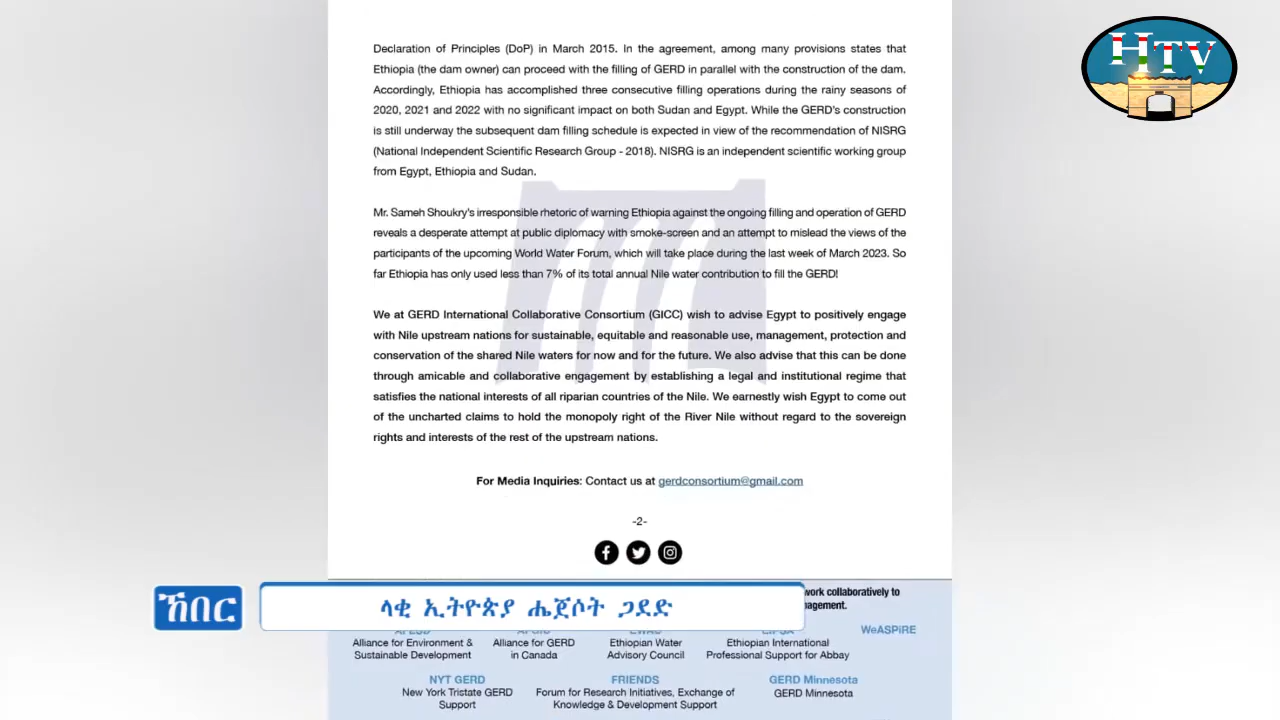 HTV
Declaration of Principles (DoP) in March 2015. In the agreement, among many provisions states that
Ethiopia (the dam owner) can proceed with the filling of GERD in parallel with the construction of the dam.
Accordingly, Ethiopia has accomplished three consecutive filling operations during the rainy seasons of
2020, 2021 and 2022 with no significant impact on both Sudan and Egypt. While the GERD's construction
is still underway the subsequent dam filling schedule is expected in view of the recommendation of NISRG
(National Independent Scientific Research Group - 2018). NISRG is an independent scientific working group
from Egypt, Ethiopia and Sudan.
Mr. Sameh Shoukry's irresponsible rhetoric of warning Ethiopia against the ongoing filling and operation of GERD
reveals a desperate attempt at public diplomacy with smoke-screen and an attempt to mislead the views of the
participants of the upcoming World Water Forum, which will take place during the last week of March 2023. So
far Ethiopia has only used less than 7% of its total annual Nile water contribution to fill the GERD!
We at GERD International Collaborative Consortium (GICC) wish to advise Egypt to positively engage
with Nile upstream nations for sustainable, equitable and reasonable use, management, protection and
conservation of the shared Nile waters for now and for the future. We also advise that this can be done
through amicable and collaborative engagement by establishing a legal and institutional regime that
satisfies the national interests of all riparian countries of the Nile. We earnestly wish Egypt to come out
of the uncharted claims to hold the monopoly right of the River Nile without regard to the sovereign
rights and interests of the rest of the upstream nations.
For Media Inquiries: Contact us at gerdconsortium@gmail.com
-2-
work collaboratively to
ኸበር
ላቂ ኢትዮጵያ ሔጀሶት ጋደድ
WeASPiRE
Alliance for Environment &
Sustainable Development
Alliance for GERD
in Canada
Ethiopian Water
Advisory Council
Ethiopian International
Professional Support for Abbay
NYT GERD
New York Tristate GERD
Support
FRIENDS
Forum for Research Initiatives, Exchange of
Knowledge & Development Support
GERD Minnesota
GERD Minnesota